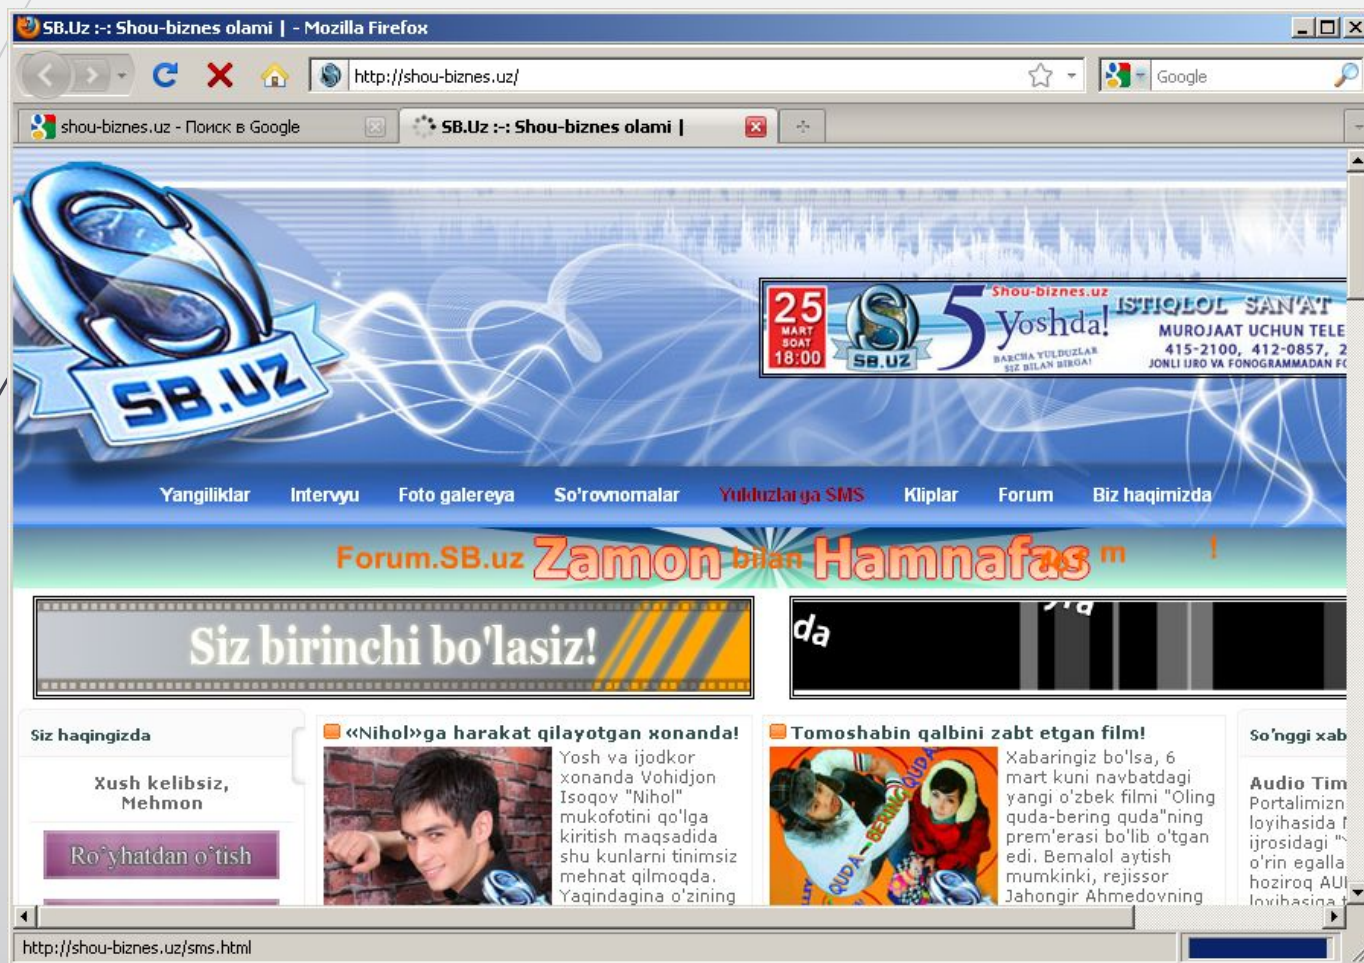 SB.Uz :-: Shou-biznes olami | - Mozilla Firefox
http://shou-biznes.uz/
Google
shou-biznes.uz - Поиск в Google
SB.Uz :-: Shou-biznes olami |
SB.UZ
25
MART
SOAT
18:00
SB.UZ
5
Shou-biznes.uz
Yoshda!
BARCHA YULDUZLAR
SIZ BILAN BIRGA!
ISTIQLOL SAN'AT
MUROJAAT UCHUN TELE
415-2100, 412-0857, 2
JONLI IJRO VA FONOGRAMMADAN FO
Yangiliklar Intervyu Foto galereya So'rovnomalar Yulduzlarga SMS Kliplar Forum Biz haqimizda
Forum.SB.uz Zamon bilan Hamnafas m !
Siz birinchi bo'lasiz!
da
Siz haqingizda
Xush kelibsiz,
Mehmon
Ro'yhatdan o'tish
«Nihol»ga harakat qilayotgan xonanda!
Yosh va ijodkor
xonanda Vohidjon
Isoqov "Nihol"
mukofotini qo'lga
kiritish maqsadida
shu kunlarni tinimsiz
mehnat qilmoqda.
Yaqindagina o'zining
Tomoshabin qalbini zabt etgan film!
QUDA - BERING QUDA
Xabaringiz bo'lsa, 6
mart kuni navbatdagi
yangi o'zbek filmi "Oling
quda-bering quda"ning
prem'erasi bo'lib o'tgan
edi. Bemalol aytish
mumkinki, rejissor
Jahongir Ahmedovning
So'nggi xab
Audio Tim
Portalimizn
loyihasida
ijrosidagi
o'rin egalla
hoziroq AU
loyihasiga
http://shou-biznes.uz/sms.html